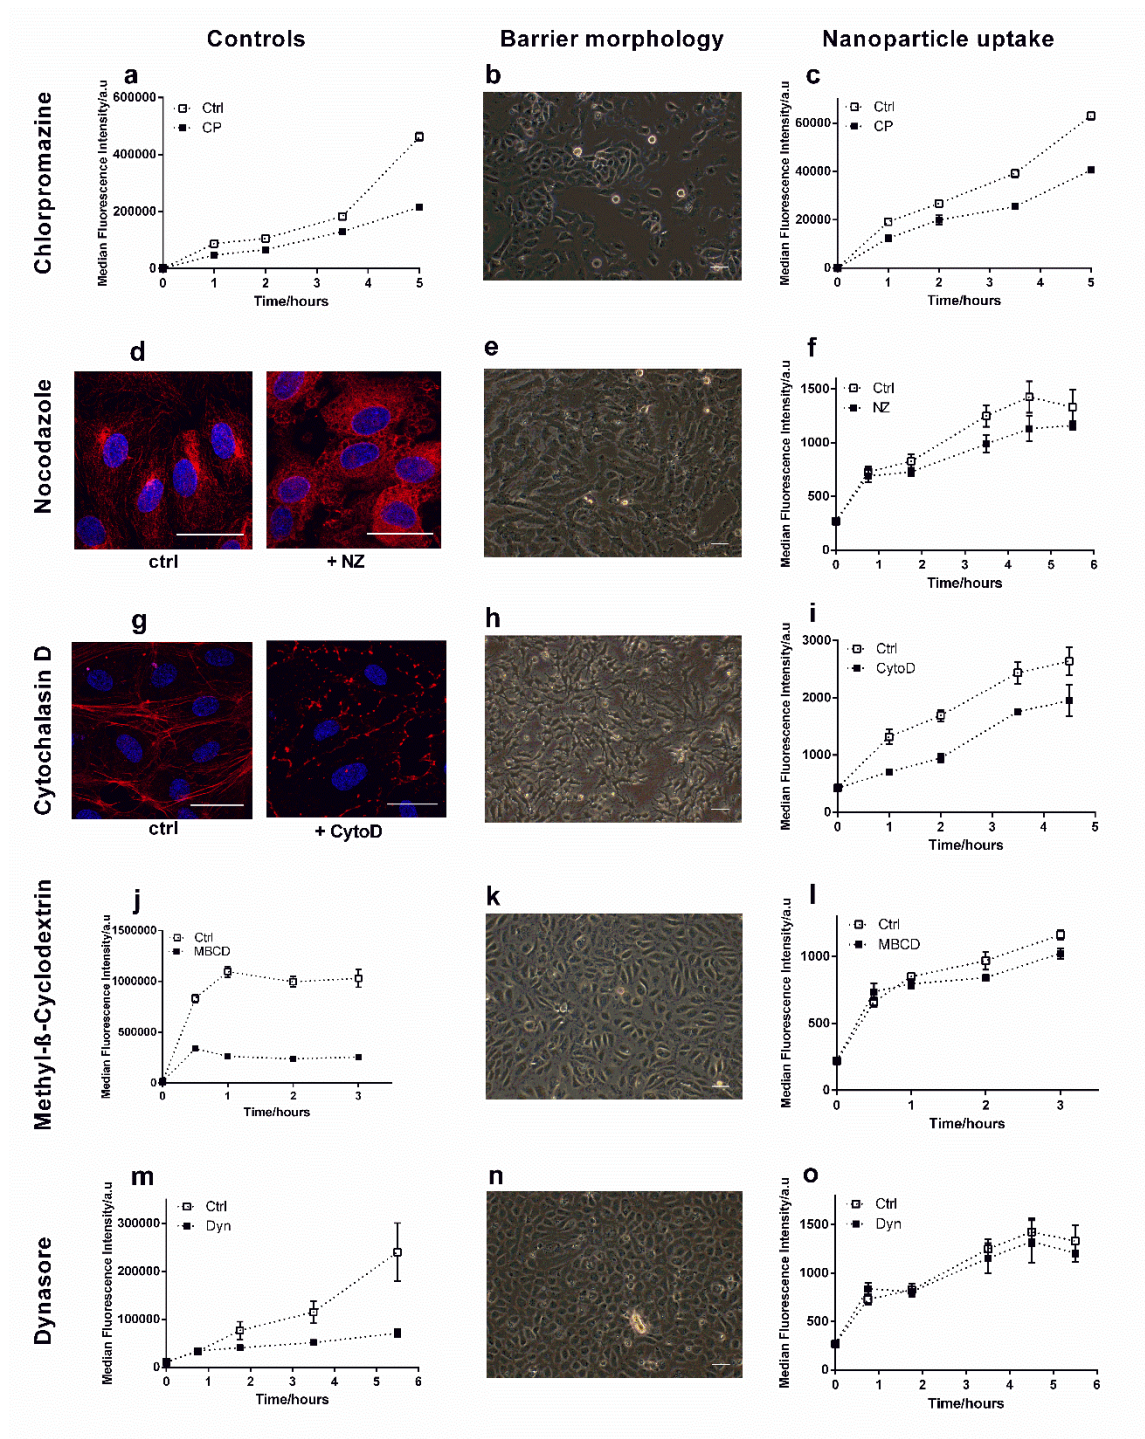 Controls
Barrier morphology
Nanoparticle uptake
Chlorpromazine
a
Median Fluorescence Intensity/a.u
600000
400000
200000
0
Ctrl
CP
0 1 2 3 4 5
Time/hours
b
c
Median Fluorescence Intensity/a.u
60000
40000
20000
0
Ctrl
CP
0 1 2 3 4 5
Time/hours
Nocodazole
d
ctrl
+ NZ
e
f
Median Fluorescence Intensity/a.u
1500
1000
500
0
Ctrl
NZ
0 1 2 3 4 5 6
Time/hours
Cytochalasin D
g
ctrl
+ CytoD
h
i
Median Fluorescence Intensity/a.u
3000
2000
1000
0
Ctrl
CytoD
0 1 2 3 4 5
Time/hours
Methyl-ß-Cyclodextrin
j
Median Fluorescence Intensity/a.u
1500000
1000000
500000
0
Ctrl
MBCD
0 1 2 3
Time/hours
k
l
Median Fluorescence Intensity/a.u
1000
500
0
Ctrl
MBCD
0 1 2 3
Time/hours
Dynasore
m
Median Fluorescence Intensity/a.u
300000
200000
100000
0
Ctrl
Dyn
0 1 2 3 4 5 6
Time/hours
n
o
Median Fluorescence Intensity/a.u
1500
1000
500
0
Ctrl
Dyn
0 1 2 3 4 5 6
Time/hours